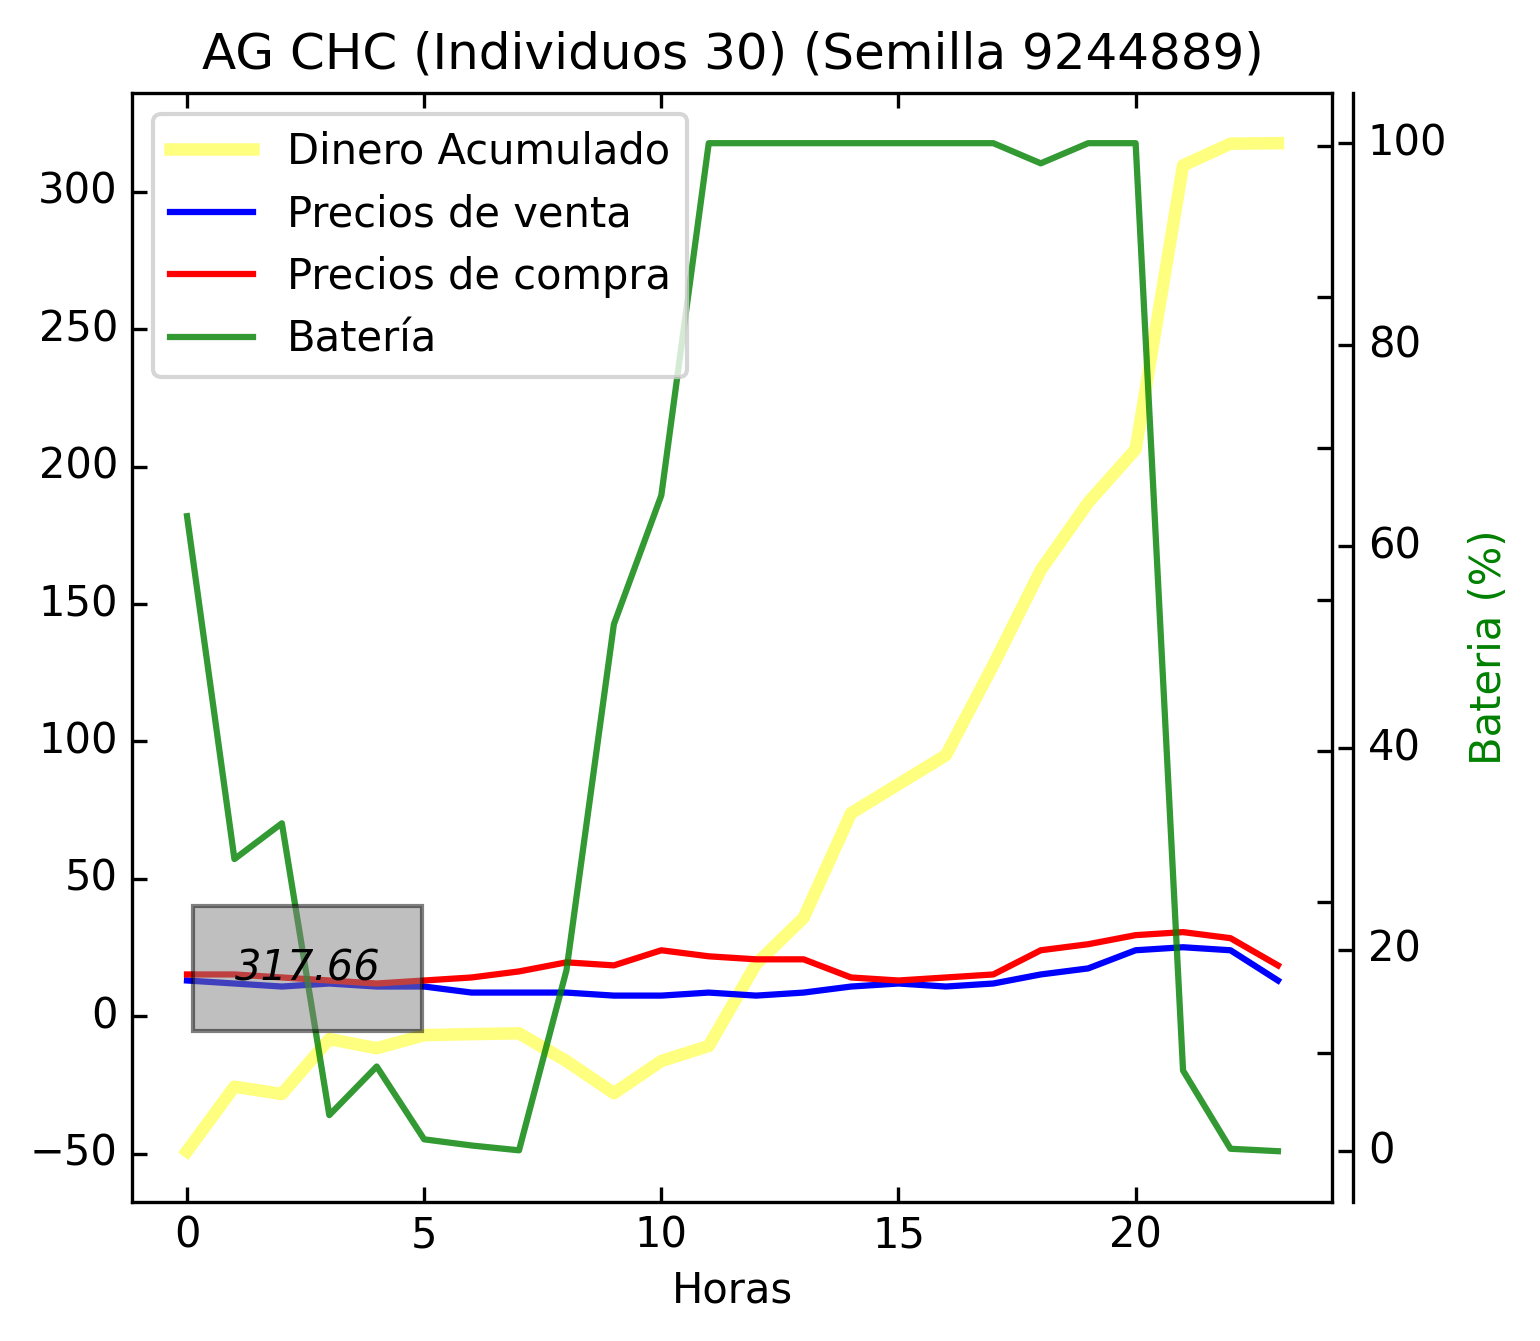 AG CHC (Individuos 30) (Semilla 9244889)
Dinero Acumulado
Precios de venta
Precios de compra
Batería
300
250
200
150
100
50
0
−50
317.66
100
80
60
40
20
0
Bateria (%)
0 5 10 15 20
Horas